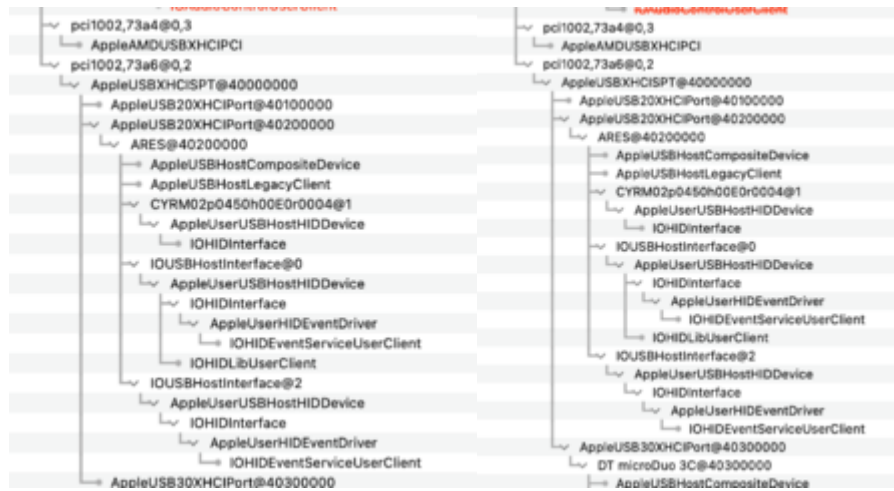 pci1002,73a4@0,3
AppleAMDUSBXHCIPCI
pci1002,73a6@0,2
AppleUSBXHCISPT@40000000
AppleUSB20XHCIPort@40100000
AppleUSB20XHCIPort@40200000
ARES@40200000
AppleUSBHostCompositeDevice
AppleUSBHostLegacyClient
CYRM02p0450h00E0r0004@1
AppleUserUSBHostHIDDevice
IOHIDInterface
IOUSBHostInterface@0
AppleUserUSBHostHIDDevice
IOHIDInterface
AppleUserHIDEventDriver
IOHIDEventServiceUserClient
IOHIDLibUserClient
IOUSBHostInterface@2
AppleUserUSBHostHIDDevice
IOHIDInterface
AppleUserHIDEventDriver
IOHIDEventServiceUserClient
AppleUSB30XHCIPort@40300000
IOAudioControlUserClient
pci1002,73a4@0,3
AppleAMDUSBXHCIPCI
pci1002,73a6@0,2
AppleUSBXHCISPT@40000000
AppleUSB20XHCIPort@40100000
AppleUSB20XHCIPort@40200000
ARES@40200000
AppleUSBHostCompositeDevice
AppleUSBHostLegacyClient
CYRM02p0450h00E0r0004@1
AppleUserUSBHostHIDDevice
IOHIDInterface
IOUSBHostInterface@0
AppleUserUSBHostHIDDevice
IOHIDInterface
AppleUserHIDEventDriver
IOHIDEventServiceUserClient
IOHIDLibUserClient
IOUSBHostInterface@2
AppleUserUSBHostHIDDevice
IOHIDInterface
AppleUserHIDEventDriver
IOHIDEventServiceUserClient
AppleUSB30XHCIPort@40300000
DT microDuo 3C@40300000
AppleUSBHostCompositeDevice